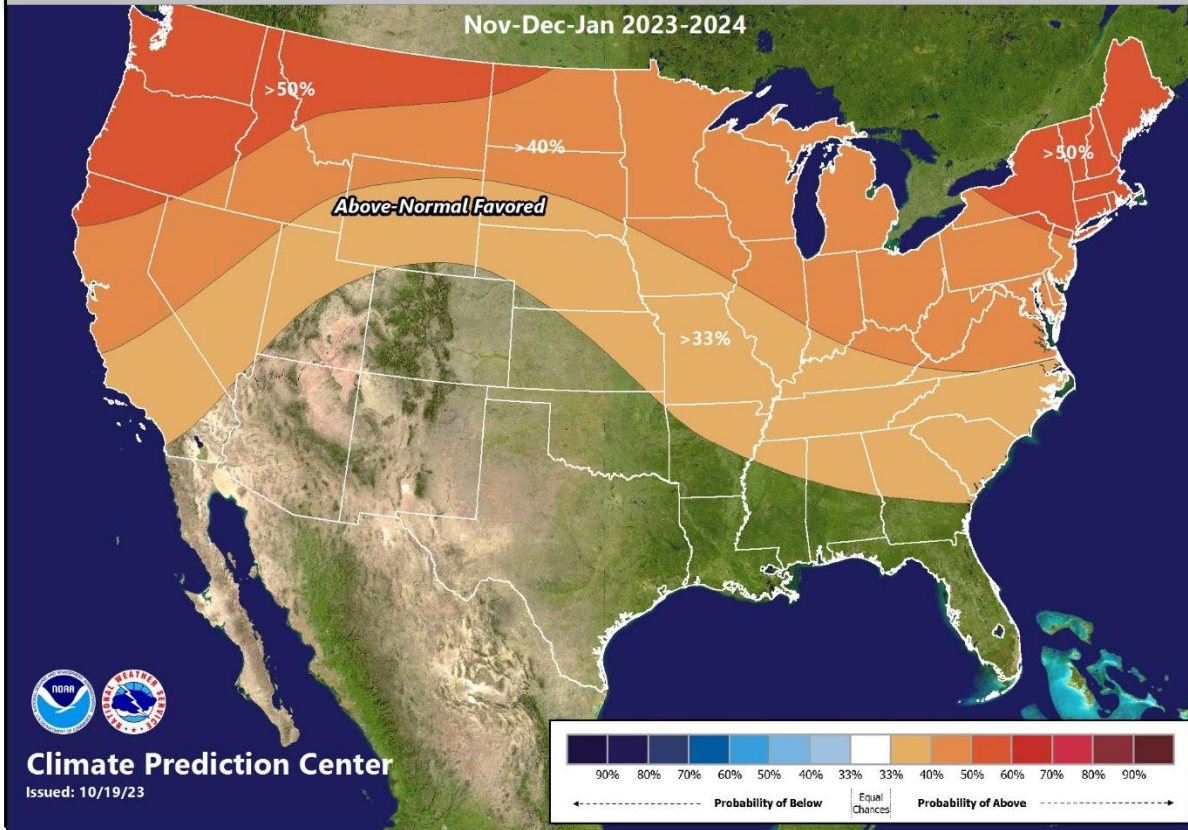 Nov-Dec-Jan 2023-2024
>50%
>40%
>50%
Above-Normal Favored
>33%
NOAA
NATIONAL WEATHER SERVICE
Climate Prediction Center
Issued: 10/19/23
90% 80% 70% 60% 50% 40% 33% 33% 40% 50% 60% 70% 80% 90%
Probability of Below
Equal
Chances
Probability of Above